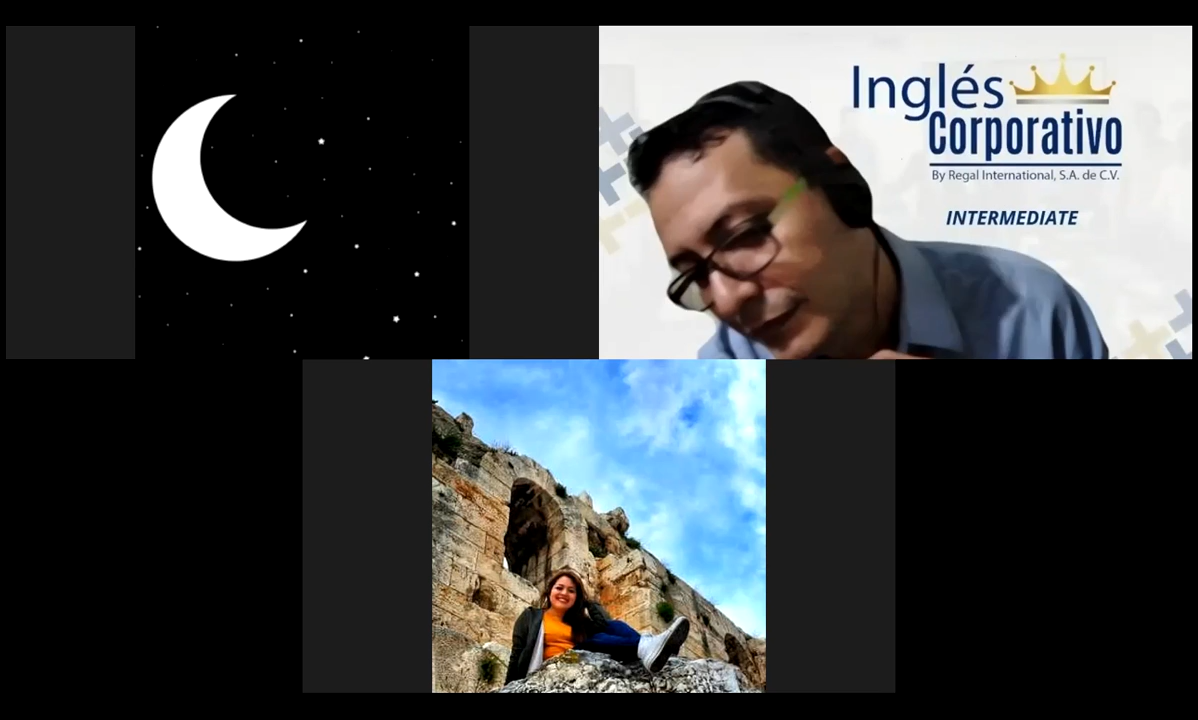 Inglés
Corporativo
By Regal International, S.A. de C.V.
INTERMEDIATE